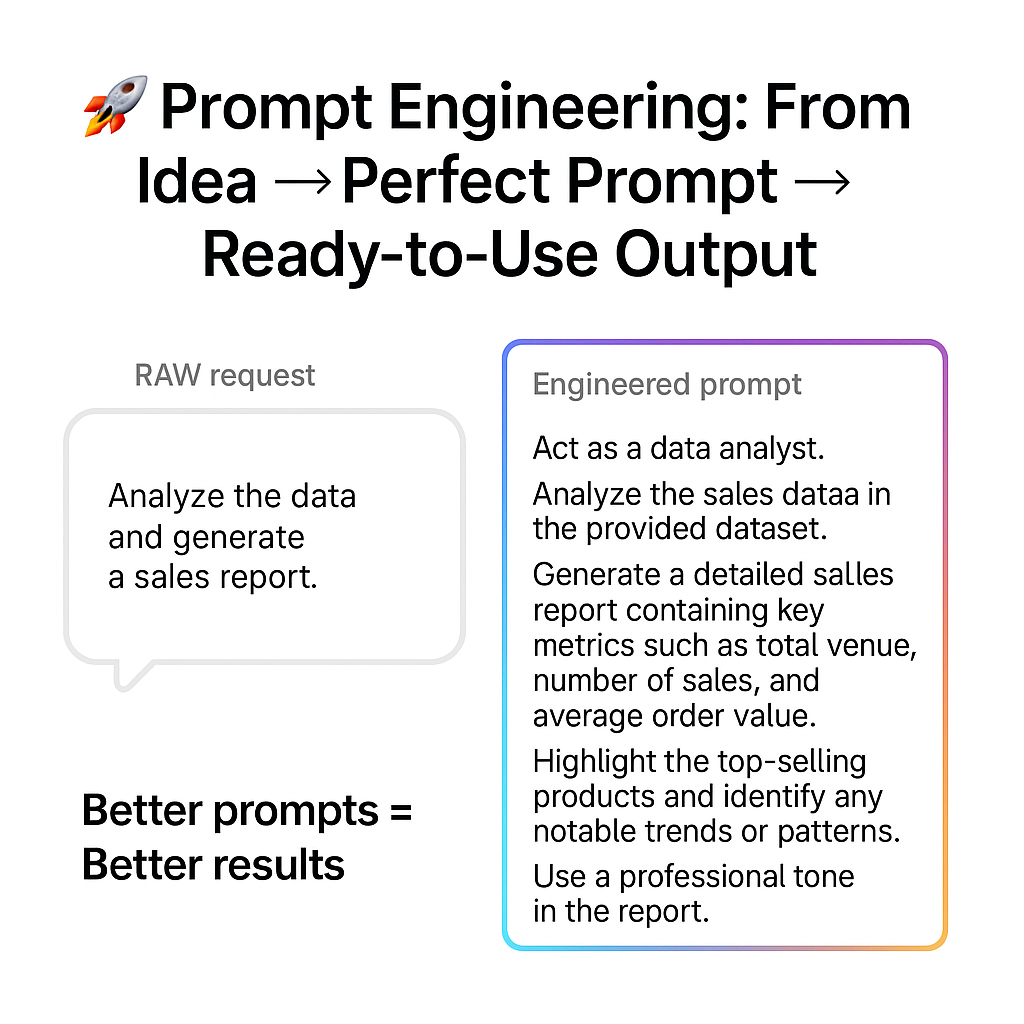 🚀 Prompt Engineering: From
Idea → Perfect Prompt →
Ready-to-Use Output
RAW request
Analyze the data
and generate
a sales report.
Better prompts =
Better results
Engineered prompt
Act as a data analyst.
Analyze the sales dataa in
the provided dataset.
Generate a detailed salles
report containing key
metrics such as total venue,
number of sales, and
average order value.
Highlight the top-selling
products and identify any
notable trends or patterns.
Use a professional tone
in the report.